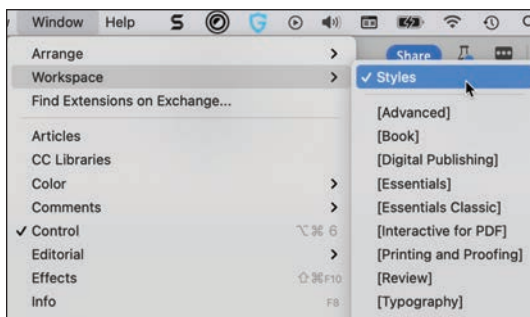 Window Help
Share
Arrange
Workspace
Find Extensions on Exchange...
Articles
CC Libraries
Color
Comments
✓ Control ⌥⌘6
Editorial
Effects ⇧⌘F10
Info F8
✓ Styles
[Advanced]
[Book]
[Digital Publishing]
[Essentials]
[Essentials Classic]
[Interactive for PDF]
[Printing and Proofing]
[Review]
[Typography]